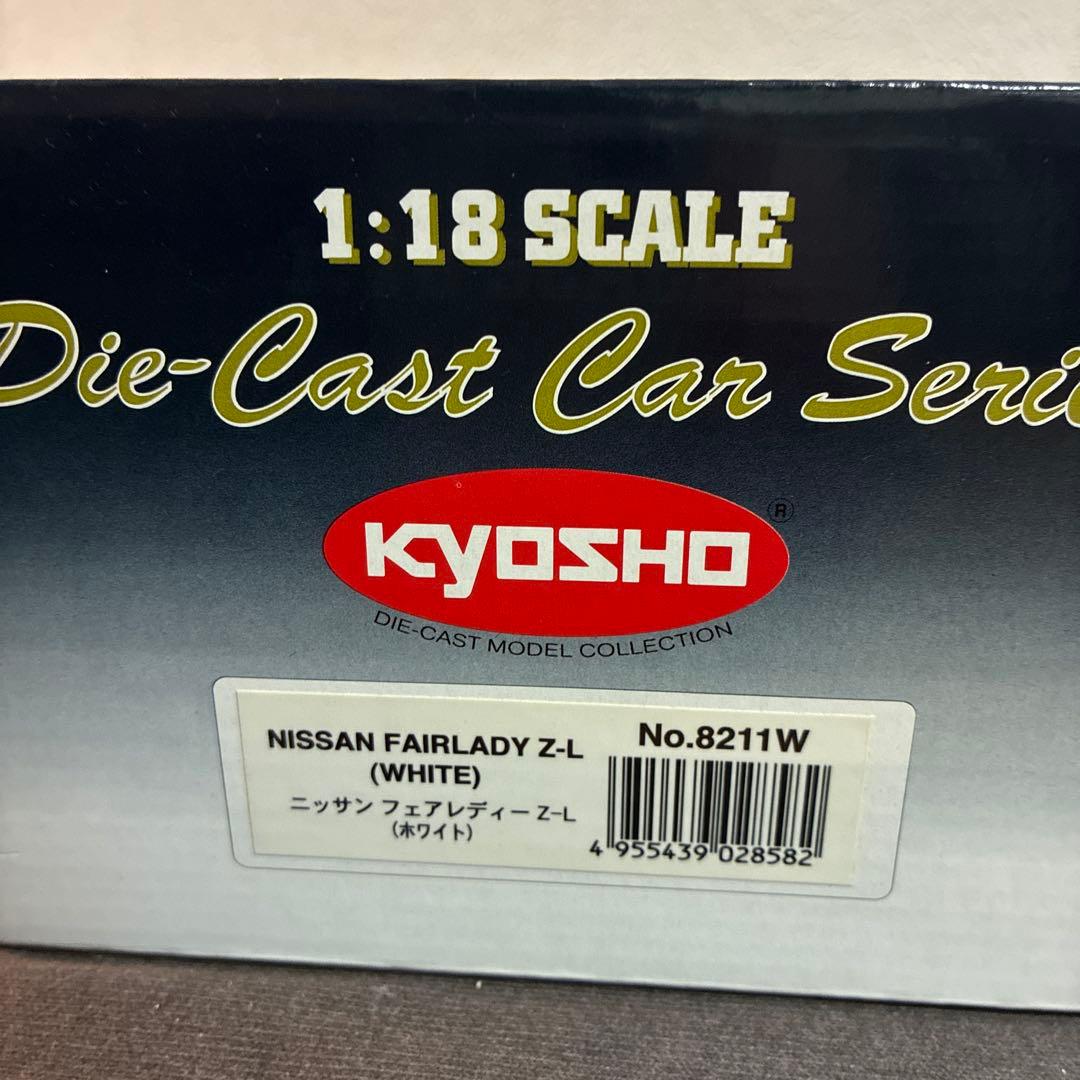 1:18 SCALE
Die-Cast Car Serie
KYOSHO ®
DIE-CAST MODEL COLLECTION
NISSAN FAIRLADY Z-L
(WHITE)
ニッサン フェアレディー Z-L
(ホワイト)
No.8211W
4 955439 028582